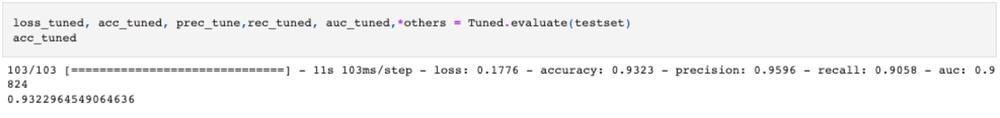 loss_tuned, acc_tuned, prec_tune,rec_tuned, auc_tuned,*others = Tuned.evaluate(testset)
acc_tuned
103/103 [==============================] - 11s 103ms/step - loss: 0.1776 - accuracy: 0.9323 - precision: 0.9596 - recall: 0.9058 - auc: 0.9
824
0.9322964549064636